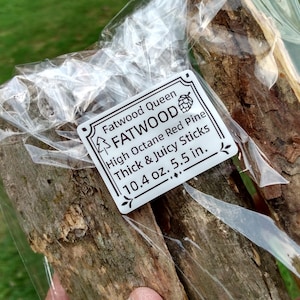 Fatwood Queen
FATWOOD
High Octane Red Pine
Thick & Juicy Sticks
10.4 oz. 5.5 in.